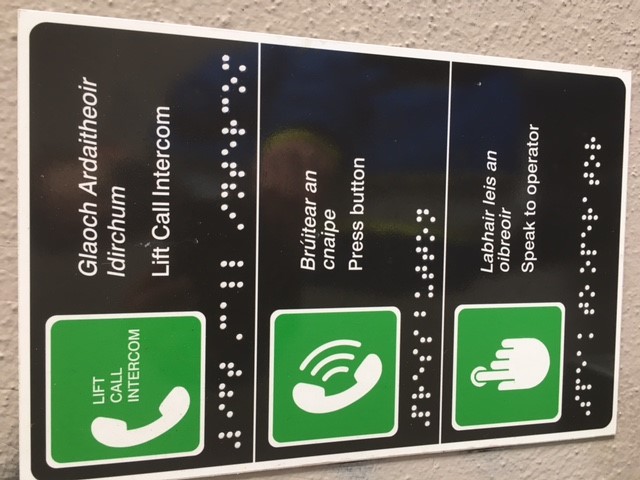 LIFT
CALL
INTERCOM
Glaoch Ardaitheoir
Idirchum
Lift Call Intercom
Brúitear an
cnaipe
Press button
Labhair leis an
oibreoir
Speak to operator